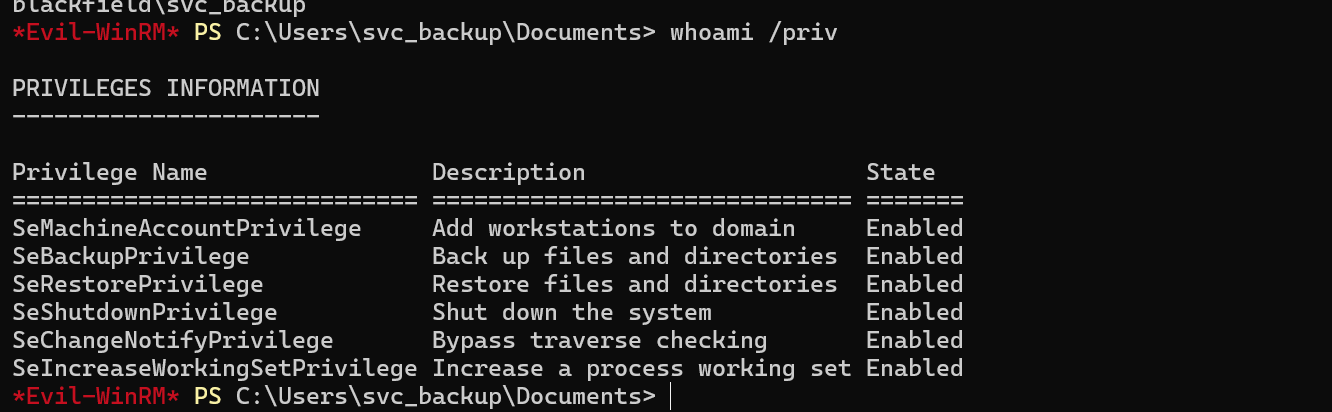 blackfield\svc_backup
*Evil-WinRM* PS C:\Users\svc_backup\Documents> whoami /priv
PRIVILEGES INFORMATION
----------------------
Privilege Name                Description                    State
============================= ============================== =======
SeMachineAccountPrivilege     Add workstations to domain     Enabled
SeBackupPrivilege             Back up files and directories  Enabled
SeRestorePrivilege            Restore files and directories  Enabled
SeShutdownPrivilege           Shut down the system           Enabled
SeChangeNotifyPrivilege       Bypass traverse checking       Enabled
SeIncreaseWorkingSetPrivilege Increase a process working set Enabled
*Evil-WinRM* PS C:\Users\svc_backup\Documents>